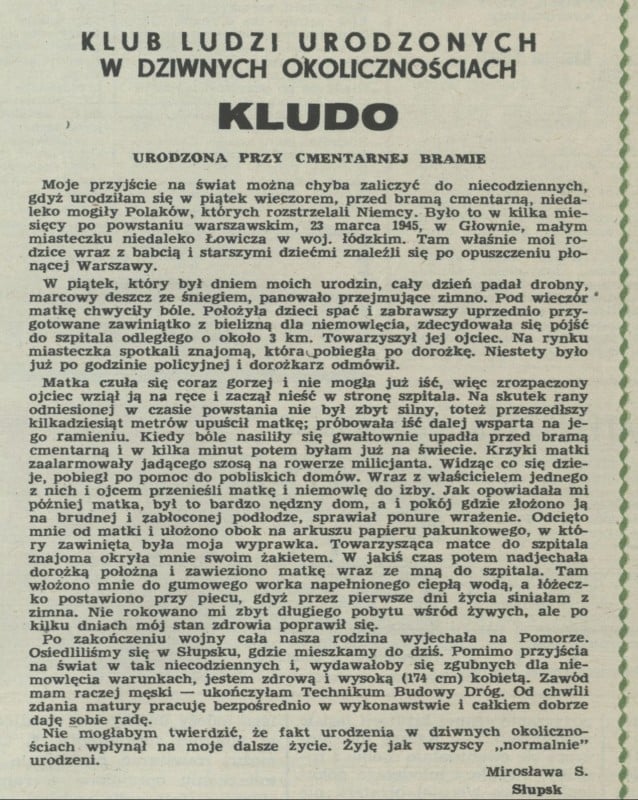 KLUB LUDZI URODZONYCH
W DZIWNYCH OKOLICZNOŚCIACH
KLUDO
URODZONA PRZY CMENTARNEJ BRAMIE
Moje przyjście na świat można chyba zaliczyć do niecodziennych,
gdyż urodziłam się w piątek wieczorem, przed bramą cmentarną, nieda-
leko mogiły Polaków, których rozstrzelali Niemcy. Było to w kilka mie-
sięcy po powstaniu warszawskim, 23 marca 1945, w Głownie, małym
miasteczku niedaleko Łowicza w woj. łódzkim. Tam właśnie moi ro-
dzice wraz z babcią i starszymi dziećmi znaleźli się po opuszczeniu pło-
nącej Warszawy.
W piątek, który był dniem moich urodzin, cały dzień padał drobny,
marcowy deszcz ze śniegiem, panowało przejmujące zimno. Pod wieczór
matkę chwyciły bóle. Położyła dzieci spać i zabrawszy uprzednio przy-
gotowane zawiniątko z bielizną dla niemowlęcia, zdecydowała się pójść
do szpitala odległego o około 3 km. Towarzyszył jej ojciec. Na rynku
miasteczka spotkali znajomą, która pobiegła po dorożkę. Niestety było
już po godzinie policyjnej i dorożkarz odmówił.
Matka czuła się coraz gorzej i nie mogła już iść, więc zrozpaczony
ojciec wziął ją na ręce i zaczął nieść w stronę szpitala. Na skutek rany
odniesionej w czasie powstania nie był zbyt silny, toteż przeszedłszy
kilkadziesiąt metrów upuścił matkę; próbowała iść dalej wsparta na je-
go ramieniu. Kiedy bóle nasiliły się gwałtownie upadła przed bramą
cmentarną i w kilka minut potem byłam już na świecie. Krzyki matki
zaalarmowały jadącego szosą na rowerze milicjanta. Widząc co się dzie-
je, pobiegł po pomoc do pobliskich domów. Wraz z właścicielem jednego
z nich i ojcem przenieśli matkę i niemowlę do izby. Jak opowiadała mi
później matka, był to bardzo nędzny dom, a i pokój gdzie złożono ją
na brudnej i zabłoconej podłodze, sprawiał ponure wrażenie. Odcięto
mnie od matki i ułożono obok na arkuszu papieru pakunkowego, w któ-
ry zawinięta była moja wyprawka. Towarzysząca matce do szpitala
znajoma okryła mnie swoim żakietem. W jakiś czas potem nadjechała
dorożką położna i zawieziono matkę wraz ze mną do szpitala. Tam
włożono mnie do gumowego worka napełnionego ciepłą wodą, a łóżecz-
ko postawiono przy piecu, gdyż przez pierwsze dni życia siniałam z
zimna. Nie rokowano mi zbyt długiego pobytu wśród żywych, ale po
kilku dniach mój stan zdrowia poprawił się.
Po zakończeniu wojny cała nasza rodzina wyjechała na Pomorze.
Osiedliliśmy się w Słupsku, gdzie mieszkamy do dziś. Pomimo przyjścia
na świat w tak niecodziennych i, wydawałoby się zgubnych dla nie-
mowlęcia warunkach, jestem zdrową i wysoką (174 cm) kobietą. Zawód
mam raczej męski — ukończyłam Technikum Budowy Dróg. Od chwili
zdania matury pracuję bezpośrednio w wykonawstwie i całkiem dobrze
daję sobie radę.
Nie mogłabym twierdzić, że fakt urodzenia w dziwnych okoliczno-
ściach wpłynął na moje dalsze życie. Żyję jak wszyscy „normalnie"
urodzeni.
Mirosława S.
Słupsk